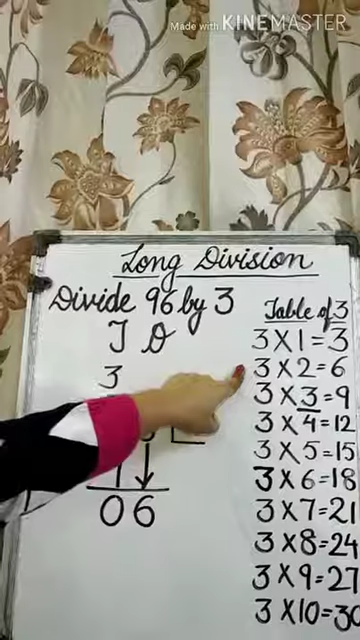 Made With KINEMASTER
Long Division
Divide 96 by 3
T O
3
06
Table of 3
3 X 1 = 3
3 X 2 = 6
3 X 3 = 9
3 X 4 = 12
3 X 5 = 15
3 X 6 = 18
3 X 7 = 21
3 X 8 = 24
3 X 9 = 27
3 X 10 = 30